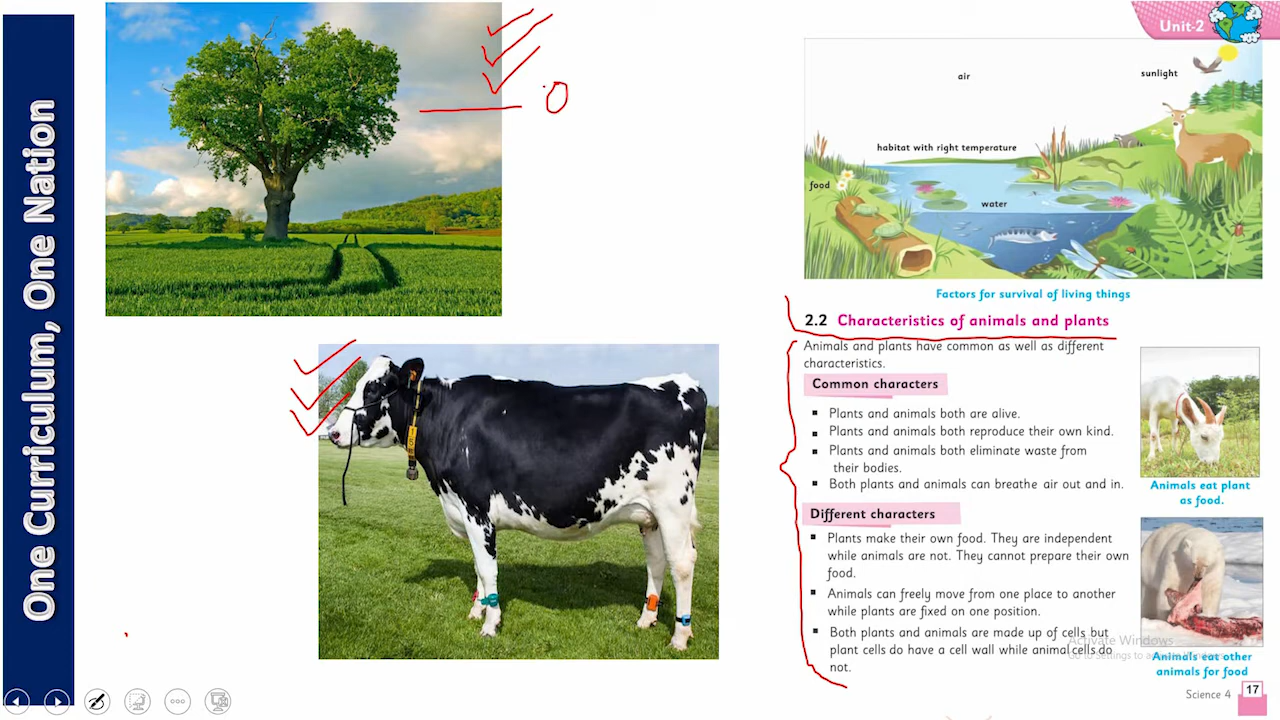 One Curriculum, One Nation
Unit-2
air
sunlight
habitat with right temperature
food
water
Factors for survival of living things
2.2 Characteristics of animals and plants
Animals and plants have common as well as different
characteristics.
Common characters
▪ Plants and animals both are alive.
▪ Plants and animals both reproduce their own kind.
▪ Plants and animals both eliminate waste from
their bodies.
▪ Both plants and animals can breathe air out and in.
Animals eat plant
as food.
Different characters
▪ Plants make their own food. They are independent
while animals are not. They cannot prepare their own
food.
▪ Animals can freely move from one place to another
while plants are fixed on one position.
▪ Both plants and animals are made up of cells but
plant cells do have a cell wall while animal cells do
not.
Activate Windows
Go to Settings to activate Windows.
Animals eat other
animals for food
Science 4
17